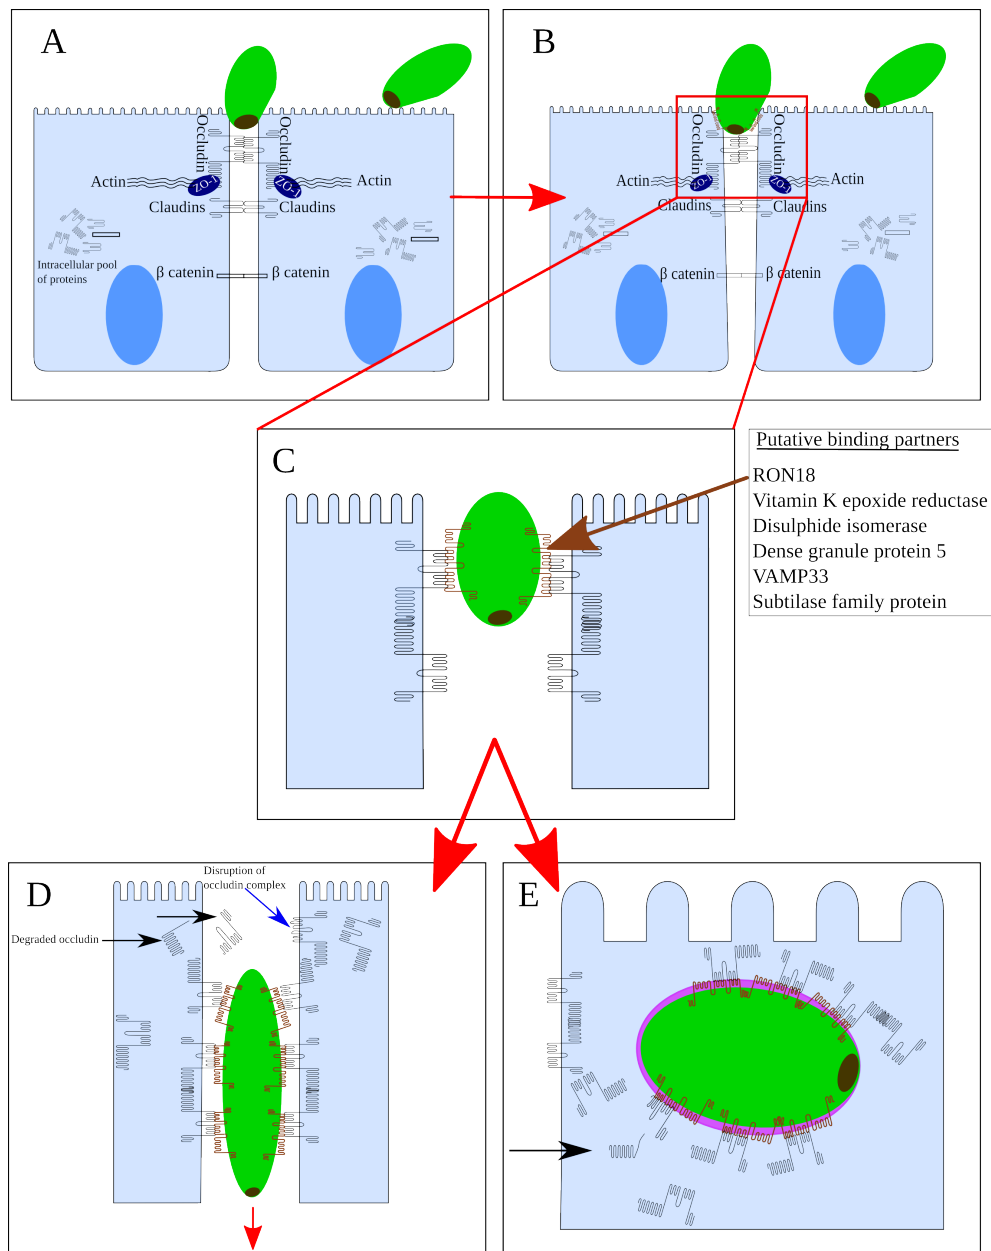 A
Occludin
Occludin
Actin
ZO-1
ZO-1
Actin
Claudins
Claudins
Intracellular pool
of proteins
β catenin
β catenin
B
Occludin
Occludin
Actin
ZO-1
ZO-1
Actin
Claudins
Claudins
β catenin
β catenin
C
Putative binding partners
RON18
Vitamin K epoxide reductase
Disulphide isomerase
Dense granule protein 5
VAMP33
Subtilase family protein
D
Disruption of
occludin complex
Degraded occludin
E